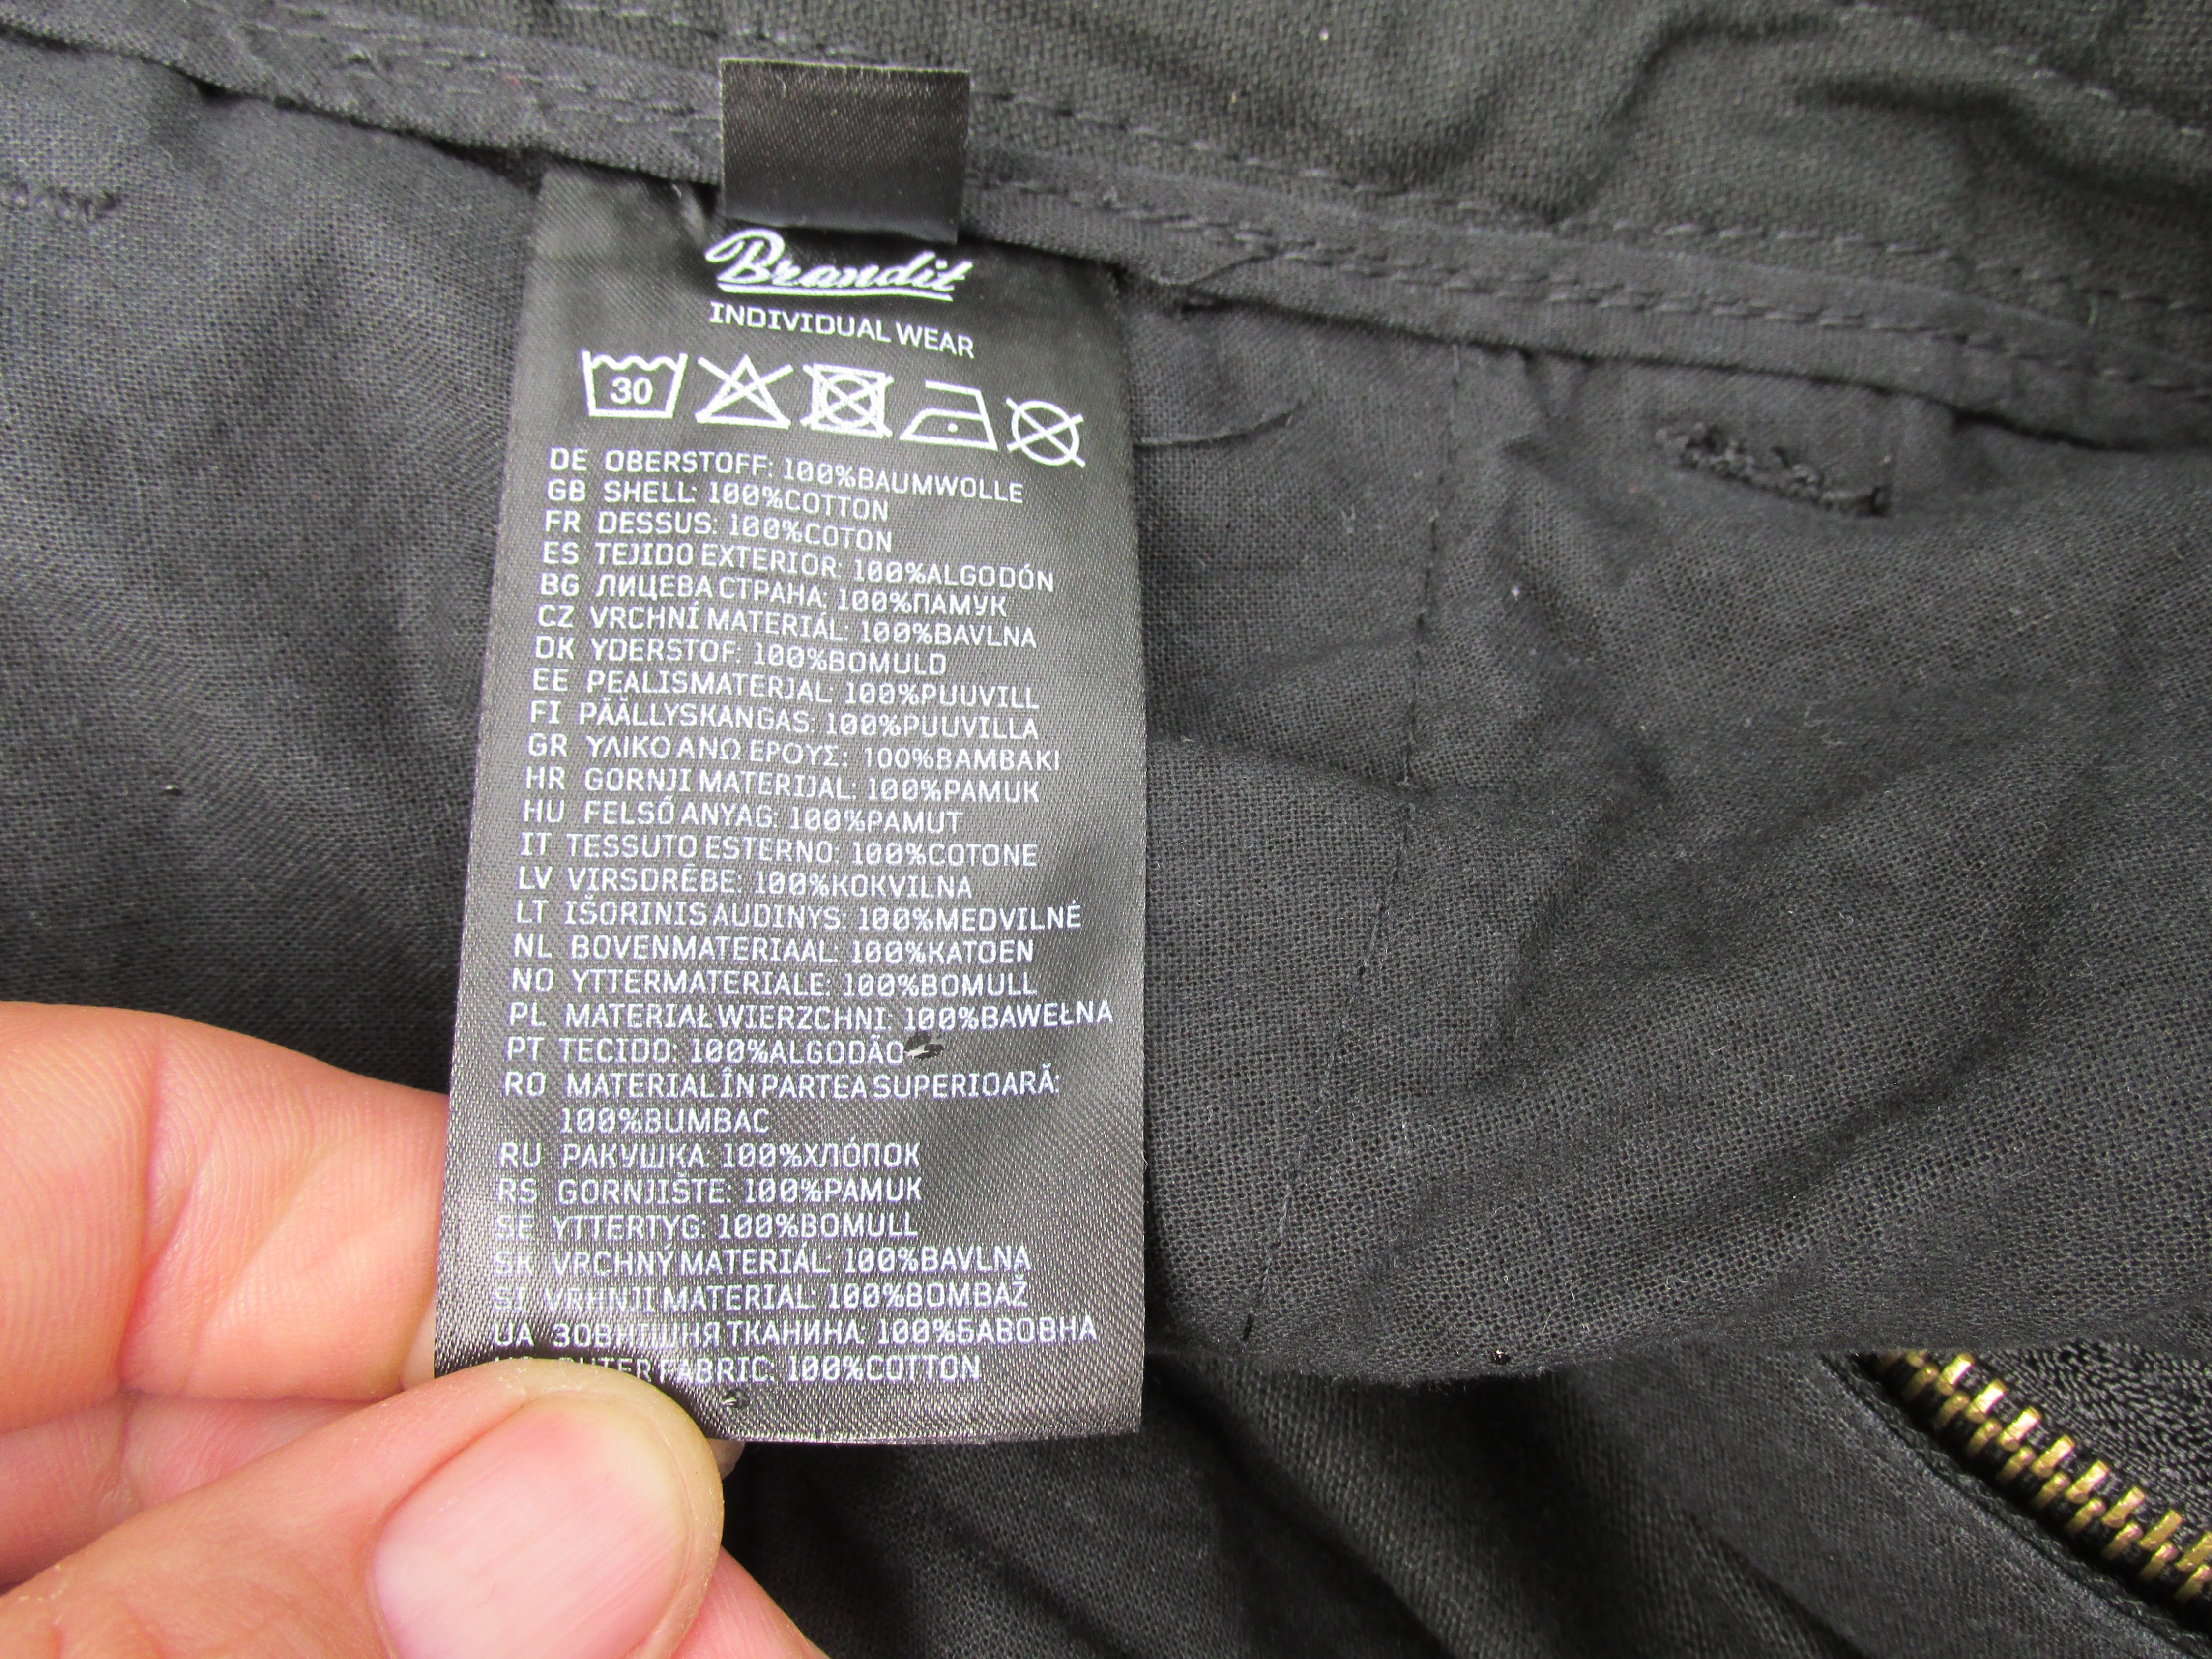 Brandit
INDIVIDUAL WEAR
30
DE OBERSTOFF: 100%BAUMWOLLE
GB SHELL: 100%COTTON
FR DESSUS: 100%COTON
ES TEJIDO EXTERIOR: 100%ALGODÓN
BG ЛИЦЕВА СТРАНА: 100%ПАМУК
CZ VRCHNÍ MATERIÁL: 100%BAVLNA
DK YDERSTOF: 100%BOMULD
EE PEALISMATERJAL: 100%PUUVILL
FI PÄÄLLYSKANGAS: 100%PUUVILLA
GR ΥΛΙΚΟ ΑΝΩ ΕΡΟΥΣ: 100%BAMBAKI
HR GORNJI MATERIJAL: 100%PAMUK
HU FELSŐ ANYAG: 100%PAMUT
IT TESSUTO ESTERNO: 100%COTONE
LV VIRSDRĒBE: 100%KOKVILNA
LT IŠORINIS AUDINYS: 100%MEDVILNĖ
NL BOVENMATERIAAL: 100%KATOEN
NO YTTERMATERIALE: 100%BOMULL
PL MATERIAŁ WIERZCHNI: 100%BAWEŁNA
PT TECIDO: 100%ALGODÃO
RO MATERIAL ÎN PARTEA SUPERIOARĂ:
100%BUMBAC
RU РАКУШКА: 100%ХЛÓПОК
RS GORNJIŠTE: 100%PAMUK
SE YTTERTYG: 100%BOMULL
SK VRCHNÝ MATERIÁL: 100%BAVLNA
SI VRHNJI MATERIAL: 100%BOMBAŽ
UA ЗОВНІШНЯ ТКАНИНА: 100%БАВОВНА
OUTER FABRIC: 100%COTTON